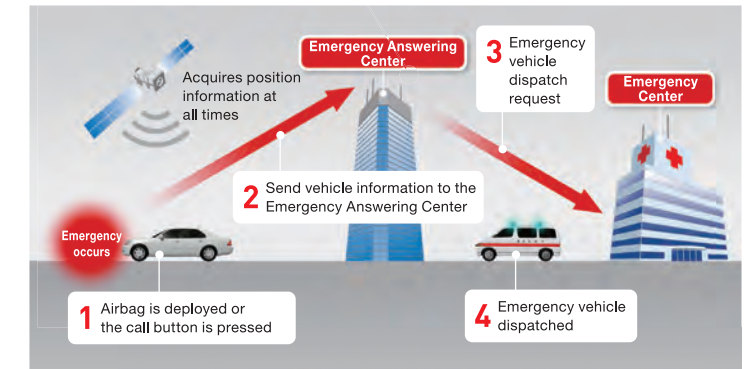 Emergency Answering
Center
3 Emergency
vehicle
dispatch
request
Emergency
Center
Acquires position
information at
all times
2 Send vehicle information to the
Emergency Answering Center
Emergency
occurs
1 Airbag is deployed or
the call button is pressed
4 Emergency vehicle
dispatched